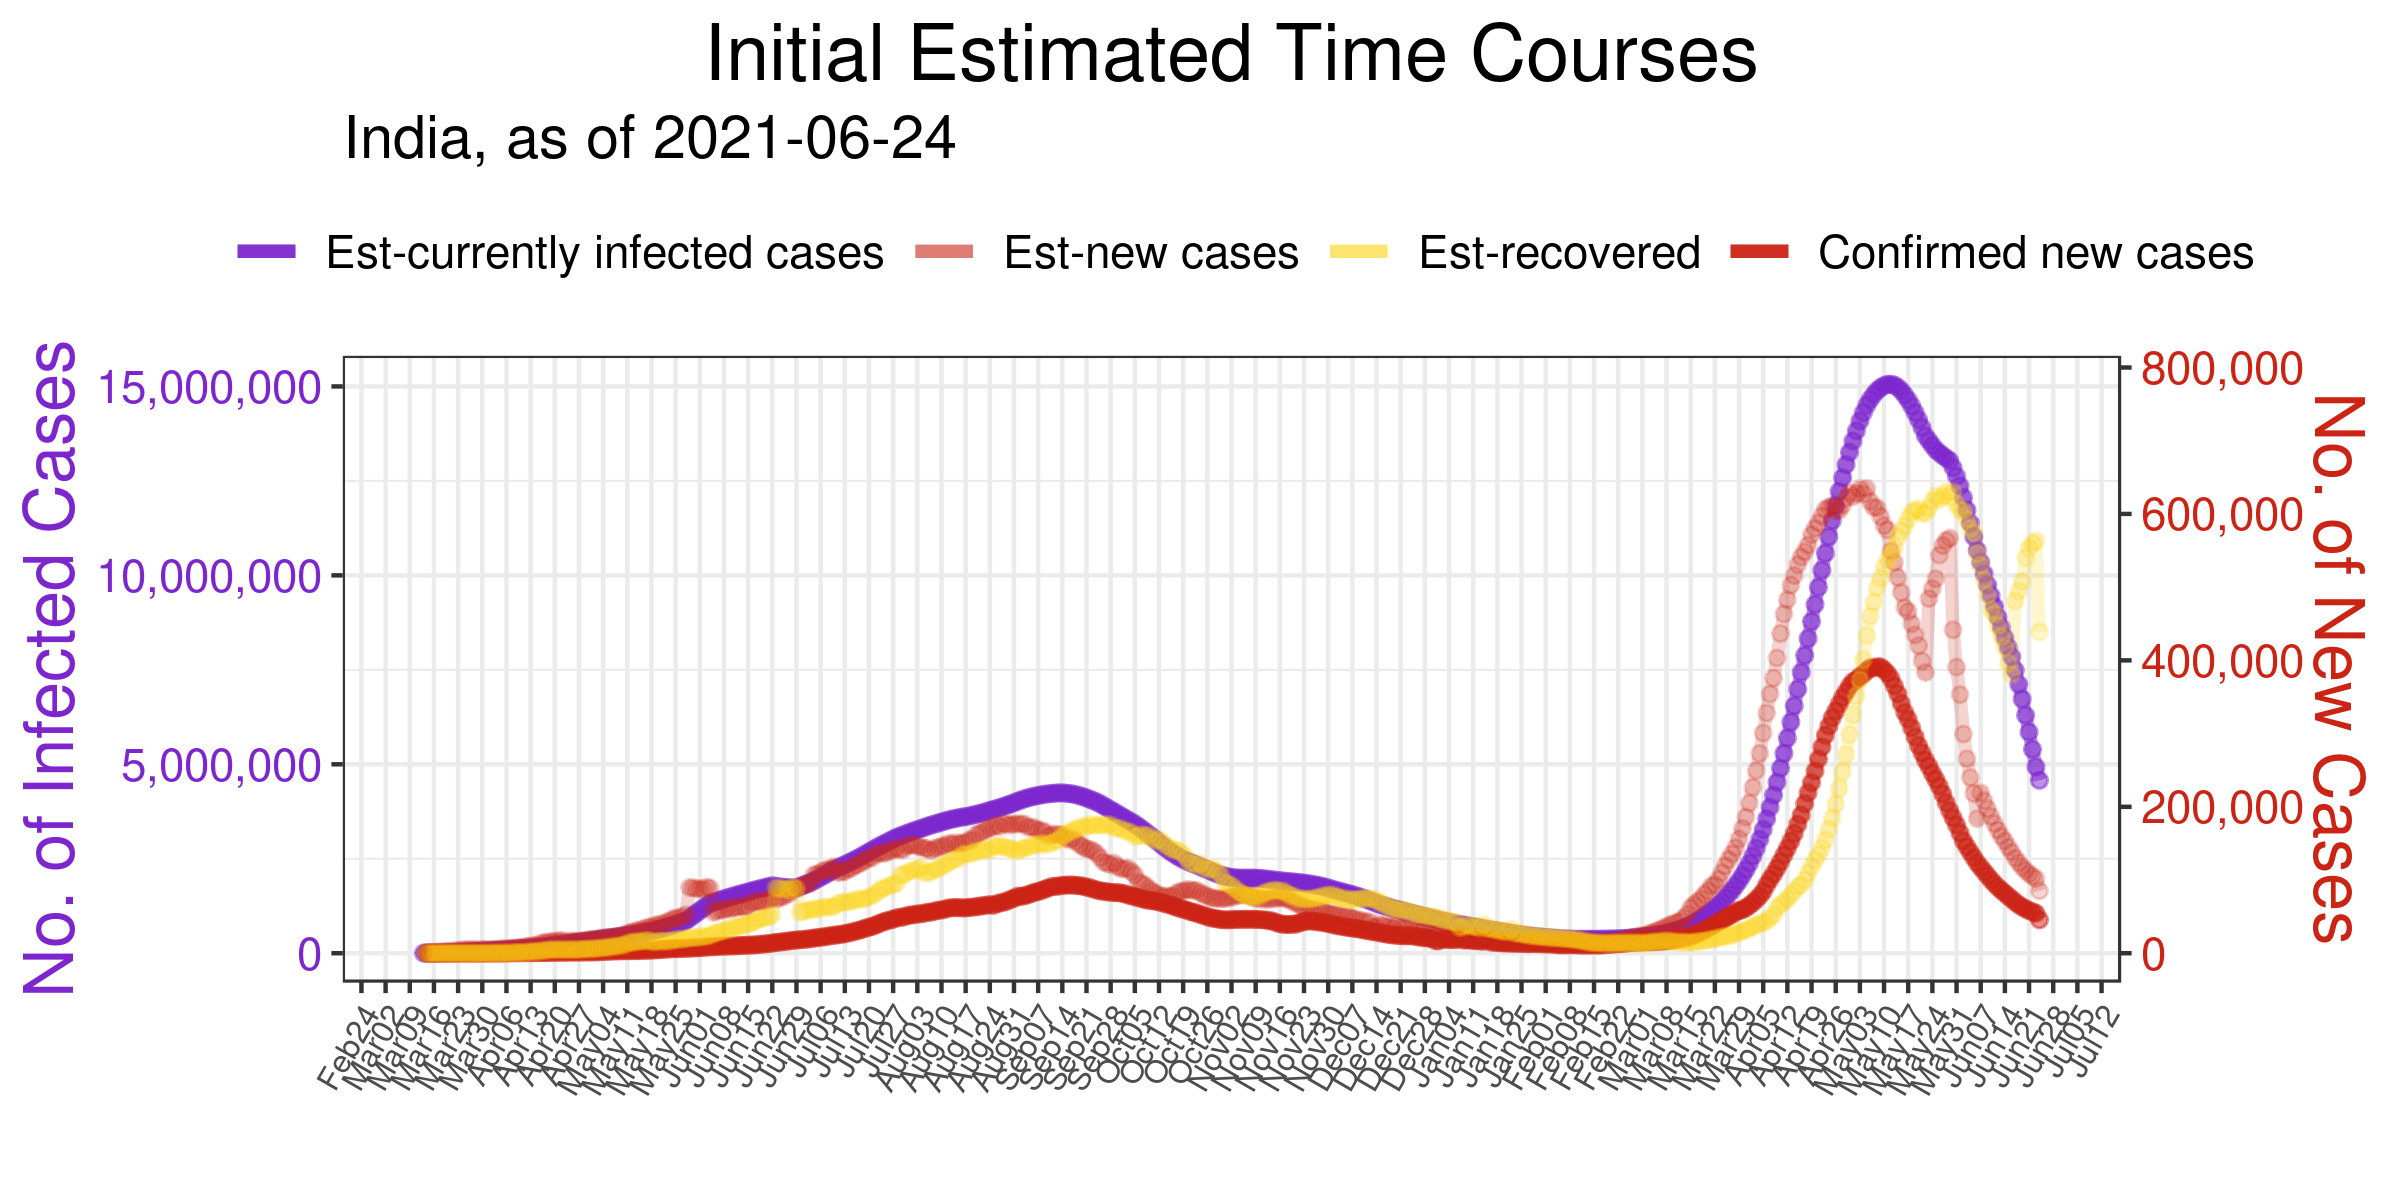 Initial Estimated Time Courses
India, as of 2021-06-24
Est-currently infected cases
Est-new cases
Est-recovered
Confirmed new cases
No. of Infected Cases
15,000,000
10,000,000
5,000,000
0
800,000
600,000
400,000
200,000
0
No. of New Cases
Feb24
Mar02
Mar09
Mar16
Mar23
Mar30
Apr06
Apr13
Apr20
Apr27
May04
May11
May18
May25
Jun01
Jun08
Jun15
Jun22
Jun29
Jul06
Jul13
Jul20
Jul27
Aug03
Aug10
Aug17
Aug24
Aug31
Sep07
Sep14
Sep21
Sep28
Oct05
Oct12
Oct19
Oct26
Nov02
Nov09
Nov16
Nov23
Nov30
Dec07
Dec14
Dec21
Dec28
Jan04
Jan11
Jan18
Jan25
Feb01
Feb08
Feb15
Feb22
Mar01
Mar08
Mar15
Mar22
Mar29
Apr05
Apr12
Apr19
Apr26
May03
May10
May17
May24
May31
Jun07
Jun14
Jun21
Jun28
Jul05
Jul12